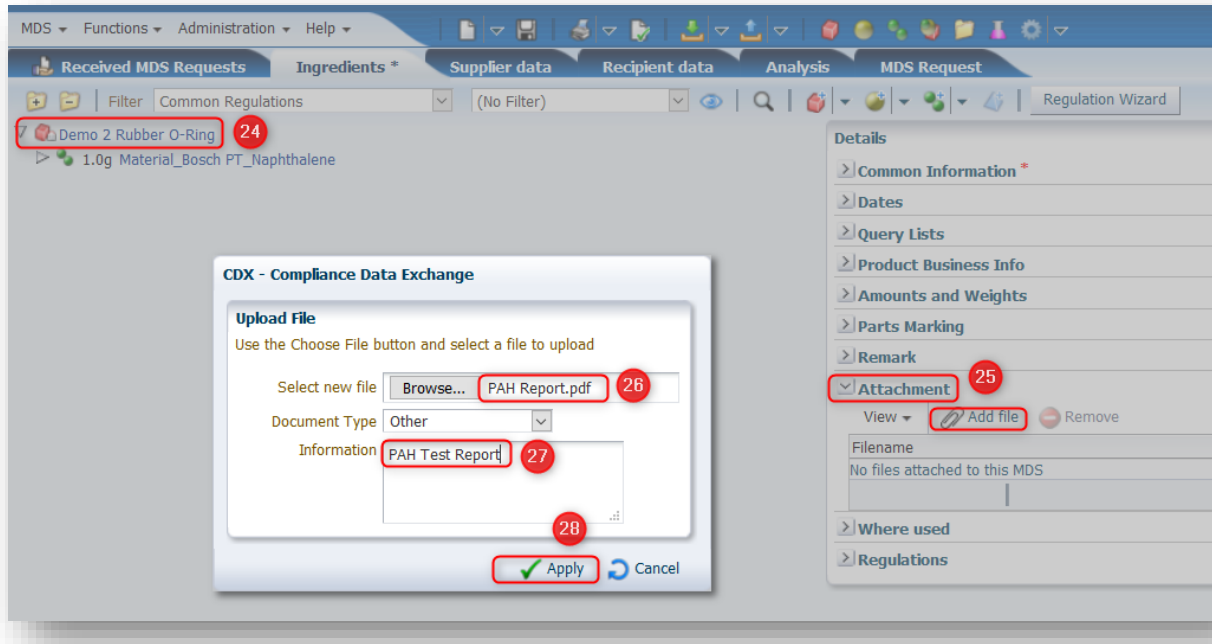 MDS Functions Administration Help
Received MDS Requests Ingredients * Supplier data Recipient data Analysis MDS Request
Filter Common Regulations (No Filter) Regulation Wizard
Demo 2 Rubber O-Ring 24
1.0g Material_Bosch PT_Naphthalene
CDX - Compliance Data Exchange
Upload File
Use the Choose File button and select a file to upload
Select new file Browse... PAH Report.pdf 26
Document Type Other
Information PAH Test Report 27
28
Apply Cancel
Details
Common Information *
Dates
Query Lists
Product Business Info
Amounts and Weights
Parts Marking
Remark
Attachment 25
View Add file Remove
Filename
No files attached to this MDS
Where used
Regulations